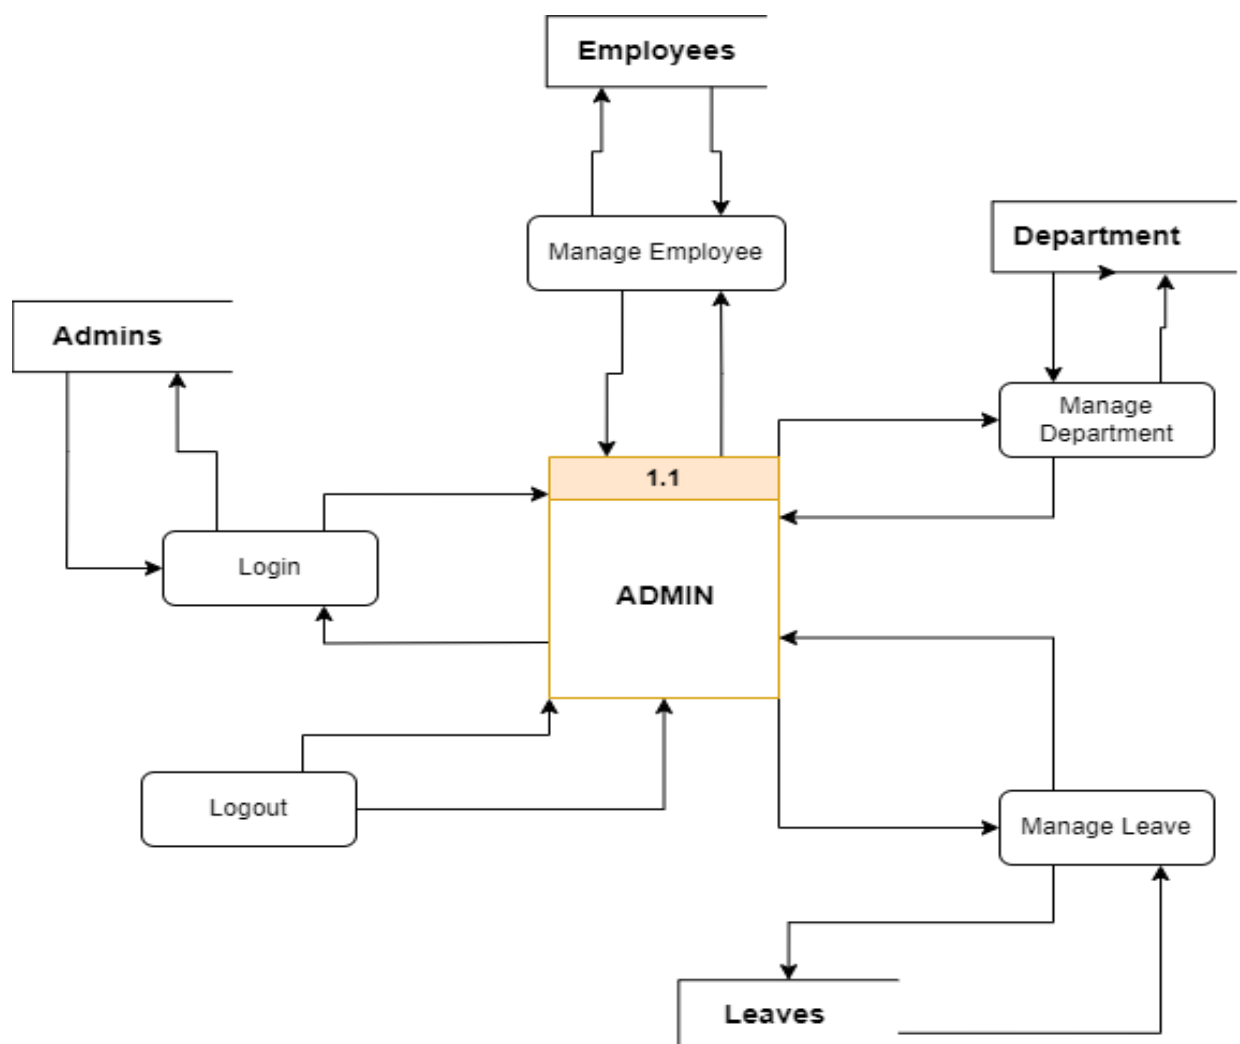 Employees
Manage Employee
Department
Admins
Manage
Department
1.1
Login
ADMIN
Logout
Manage Leave
Leaves